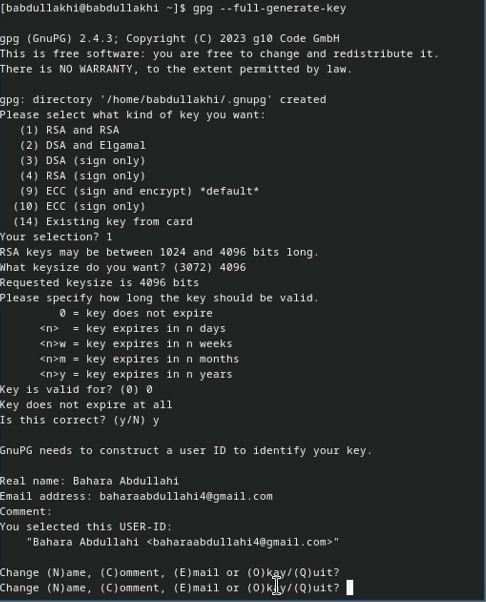 [babdullakhi@babdullakhi ~]$ gpg --full-generate-key
gpg (GnuPG) 2.4.3; Copyright (C) 2023 g10 Code GmbH
This is free software: you are free to change and redistribute it.
There is NO WARRANTY, to the extent permitted by law.
gpg: directory '/home/babdullakhi/.gnupg' created
Please select what kind of key you want:
(1) RSA and RSA
(2) DSA and Elgamal
(3) DSA (sign only)
(4) RSA (sign only)
(9) ECC (sign and encrypt) *default*
(10) ECC (sign only)
(14) Existing key from card
Your selection? 1
RSA keys may be between 1024 and 4096 bits long.
What keysize do you want? (3072) 4096
Requested keysize is 4096 bits
Please specify how long the key should be valid.
0 = key does not expire
<n>  = key expires in n days
<n>w = key expires in n weeks
<n>m = key expires in n months
<n>y = key expires in n years
Key is valid for? (0) 0
Key does not expire at all
Is this correct? (y/N) y
GnuPG needs to construct a user ID to identify your key.
Real name: Bahara Abdullahi
Email address: baharaabdullahi4@gmail.com
Comment:
You selected this USER-ID:
"Bahara Abdullahi <baharaabdullahi4@gmail.com>"
Change (N)ame, (C)omment, (E)mail or (O)kay/(Q)uit?
Change (N)ame, (C)omment, (E)mail or (O)kay/(Q)uit?